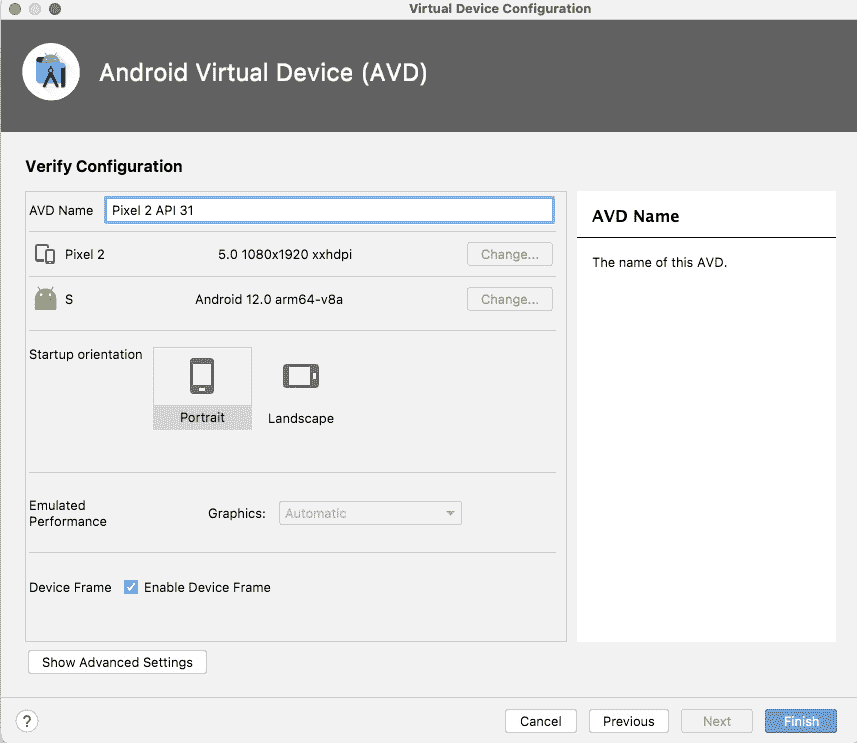 Virtual Device Configuration
Android Virtual Device (AVD)
Verify Configuration
AVD Name Pixel 2 API 31
Pixel 2 5.0 1080x1920 xxhdpi Change...
S Android 12.0 arm64-v8a Change...
Startup orientation
Portrait
Landscape
Emulated
Performance
Graphics: Automatic
Device Frame Enable Device Frame
Show Advanced Settings
AVD Name
The name of this AVD.
?
Cancel Previous Next Finish